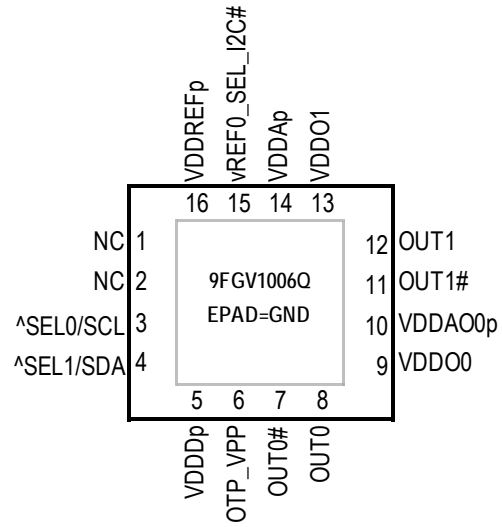 VDDREFp
vREF0_SEL_I2C#
VDDAp
VDDO1
16 15 14 13
NC 1
NC 2
^SEL0/SCL 3
^SEL1/SDA 4
9FGV1006Q
EPAD=GND
12 OUT1
11 OUT1#
10 VDDAO0p
9 VDDO0
5 6 7 8
VDDDp
OTP_VPP
OUT0#
OUT0